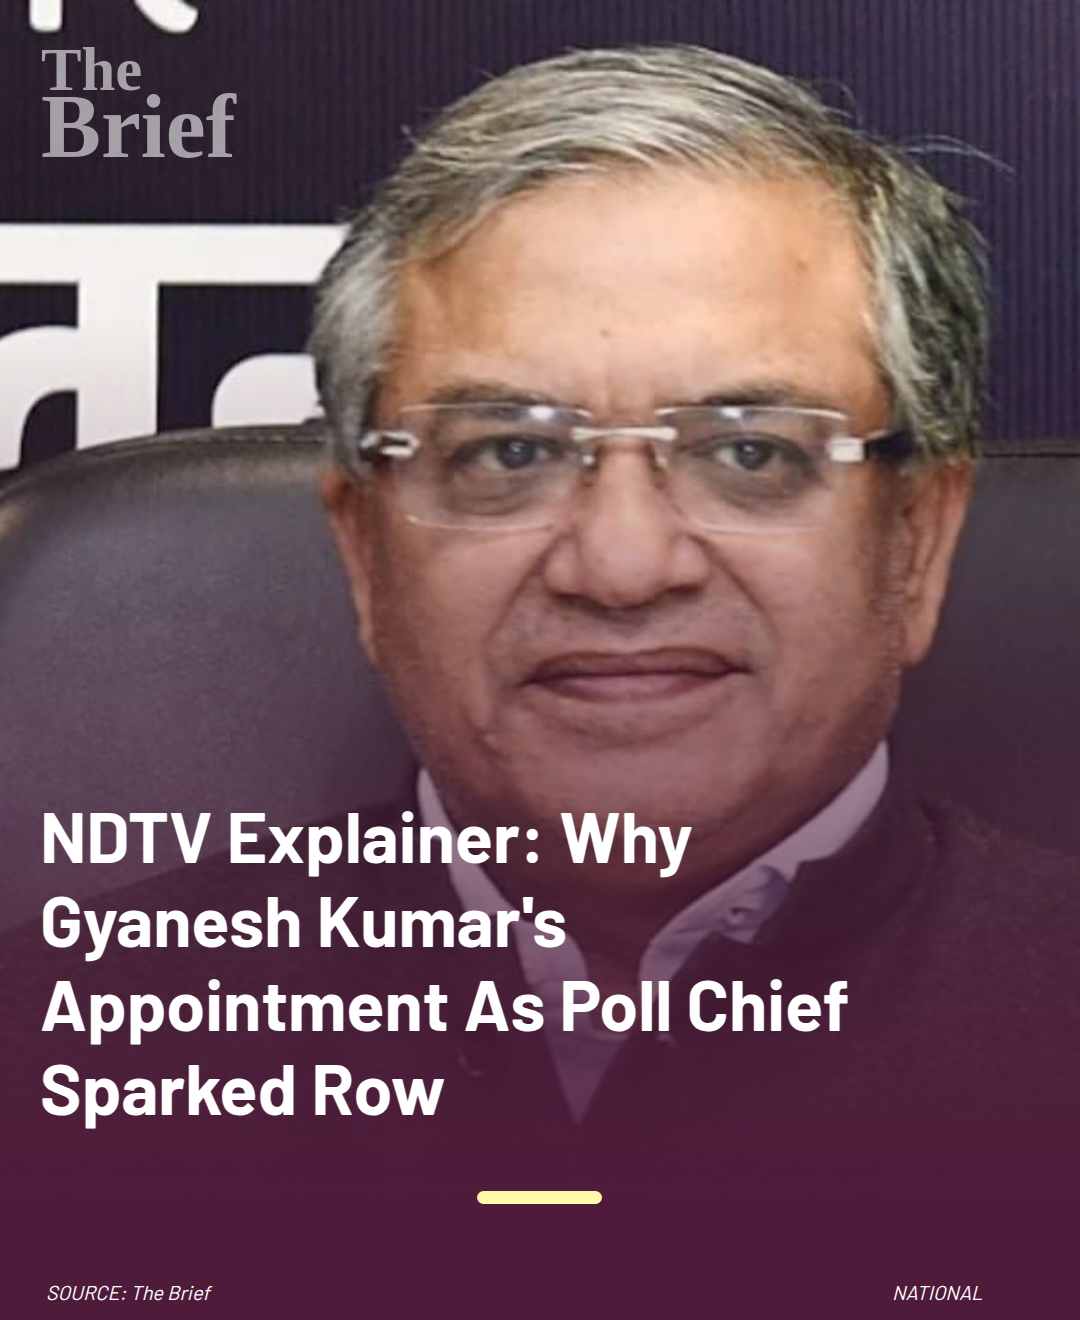 The
Brief
NDTV Explainer: Why
Gyanesh Kumar's
Appointment As Poll Chief
Sparked Row
SOURCE: The Brief
NATIONAL